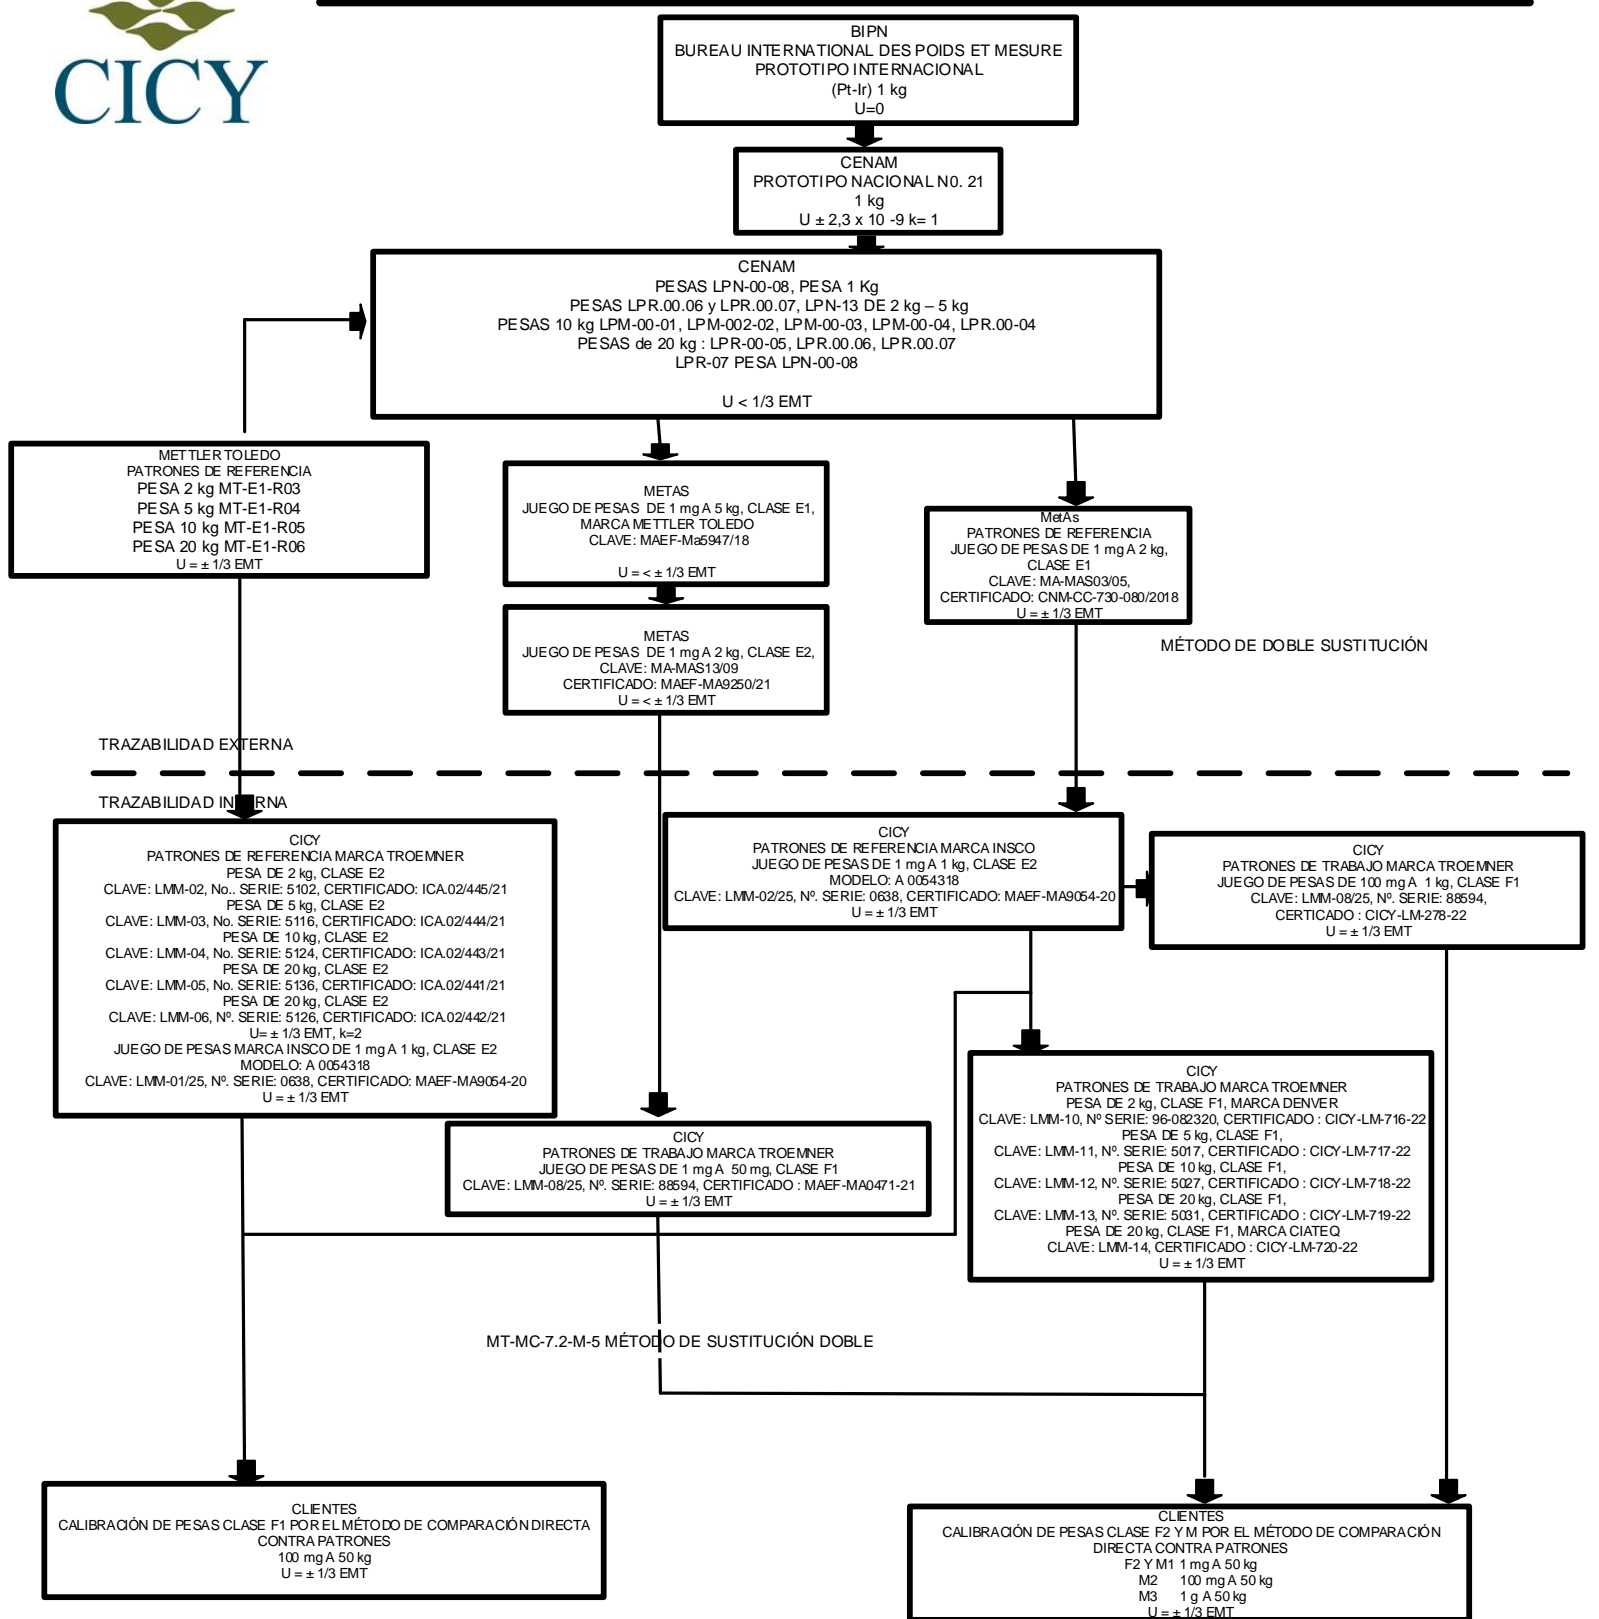 CICY
BIPN
BUREAU INTERNATIONAL DES POIDS ET MESURE
PROTOTIPO INTERNACIONAL
(Pt-Ir) 1 kg
U=0
CENAM
PROTOTIPO NACIONAL N0. 21
1 kg
U ± 2,3 x 10 -9 k= 1
CENAM
PESAS LPN-00-08, PESA 1 Kg
PESAS LPR.00.06 y LPR.00.07, LPN-13 DE 2 kg – 5 kg
PESAS 10 kg LPM-00-01, LPM-002-02, LPM-00-03, LPM-00-04, LPR.00-04
PESAS de 20 kg : LPR-00-05, LPR.00.06, LPR.00.07
LPR-07 PESA LPN-00-08
U < 1/3 EMT
METTLER TOLEDO
PATRONES DE REFERENCIA
PESA 2 kg MT-E1-R03
PESA 5 kg MT-E1-R04
PESA 10 kg MT-E1-R05
PESA 20 kg MT-E1-R06
U = ± 1/3 EMT
METAS
JUEGO DE PESAS DE 1 mg A 5 kg, CLASE E1,
MARCA METTLER TOLEDO
CLAVE: MAEF-Ma5947/18
U = < ± 1/3 EMT
METAS
JUEGO DE PESAS DE 1 mg A 2 kg, CLASE E2,
CLAVE: MA-MAS13/09
CERTIFICADO: MAEF-MA9250/21
U = < ± 1/3 EMT
MetAs
PATRONES DE REFERENCIA
JUEGO DE PESAS DE 1 mg A 2 kg,
CLASE E1
CLAVE: MA-MAS03/05,
CERTIFICADO: CNM-CC-730-080/2018
U = ± 1/3 EMT
MÉTODO DE DOBLE SUSTITUCIÓN
TRAZABILIDAD EXTERNA
TRAZABILIDAD INTERNA
CICY
PATRONES DE REFERENCIA MARCA TROEMNER
PESA DE 2 kg, CLASE E2
CLAVE: LMM-02, No.. SERIE: 5102, CERTIFICADO: ICA.02/445/21
PESA DE 5 kg, CLASE E2
CLAVE: LMM-03, No. SERIE: 5116, CERTIFICADO: ICA.02/444/21
PESA DE 10 kg, CLASE E2
CLAVE: LMM-04, No. SERIE: 5124, CERTIFICADO: ICA.02/443/21
PESA DE 20 kg, CLASE E2
CLAVE: LMM-05, No. SERIE: 5136, CERTIFICADO: ICA.02/441/21
PESA DE 20 kg, CLASE E2
CLAVE: LMM-06, Nº. SERIE: 5126, CERTIFICADO: ICA.02/442/21
U= ± 1/3 EMT, k=2
JUEGO DE PESAS MARCA INSCO DE 1 mg A 1 kg, CLASE E2
MODELO: A 0054318
CLAVE: LMM-01/25, Nº. SERIE: 0638, CERTIFICADO: MAEF-MA9054-20
U = ± 1/3 EMT
CICY
PATRONES DE REFERENCIA MARCA INSCO
JUEGO DE PESAS DE 1 mg A 1 kg, CLASE E2
MODELO: A 0054318
CLAVE: LMM-02/25, Nº. SERIE: 0638, CERTIFICADO: MAEF-MA9054-20
U = ± 1/3 EMT
CICY
PATRONES DE TRABAJO MARCA TROEMNER
JUEGO DE PESAS DE 100 mg A 1 kg, CLASE F1
CLAVE: LMM-08/25, Nº. SERIE: 88594,
CERTICADO : CICY-LM-278-22
U = ± 1/3 EMT
CICY
PATRONES DE TRABAJO MARCA TROEMNER
JUEGO DE PESAS DE 1 mg A 50 mg, CLASE F1
CLAVE: LMM-08/25, Nº. SERIE: 88594, CERTIFICADO : MAEF-MA0471-21
U = ± 1/3 EMT
CICY
PATRONES DE TRABAJO MARCA TROEMNER
PESA DE 2 kg, CLASE F1, MARCA DENVER
CLAVE: LMM-10, Nº SERIE: 96-082320, CERTIFICADO : CICY-LM-716-22
PESA DE 5 kg, CLASE F1,
CLAVE: LMM-11, Nº. SERIE: 5017, CERTIFICADO : CICY-LM-717-22
PESA DE 10 kg, CLASE F1,
CLAVE: LMM-12, Nº. SERIE: 5027, CERTIFICADO : CICY-LM-718-22
PESA DE 20 kg, CLASE F1,
CLAVE: LMM-13, Nº. SERIE: 5031, CERTIFICADO : CICY-LM-719-22
PESA DE 20 kg, CLASE F1, MARCA CIATEQ
CLAVE: LMM-14, CERTIFICADO : CICY-LM-720-22
U = ± 1/3 EMT
MT-MC-7.2-M-5 MÉTODO DE SUSTITUCIÓN DOBLE
CLIENTES
CALIBRACIÓN DE PESAS CLASE F1 POR EL MÉTODO DE COMPARACIÓN DIRECTA
CONTRA PATRONES
100 mg A 50 kg
U = ± 1/3 EMT
CLIENTES
CALIBRACIÓN DE PESAS CLASE F2 Y M POR EL MÉTODO DE COMPARACIÓN
DIRECTA CONTRA PATRONES
F2 Y M1 1 mg A 50 kg
M2 100 mg A 50 kg
M3 1 g A 50 kg
U = ± 1/3 EMT